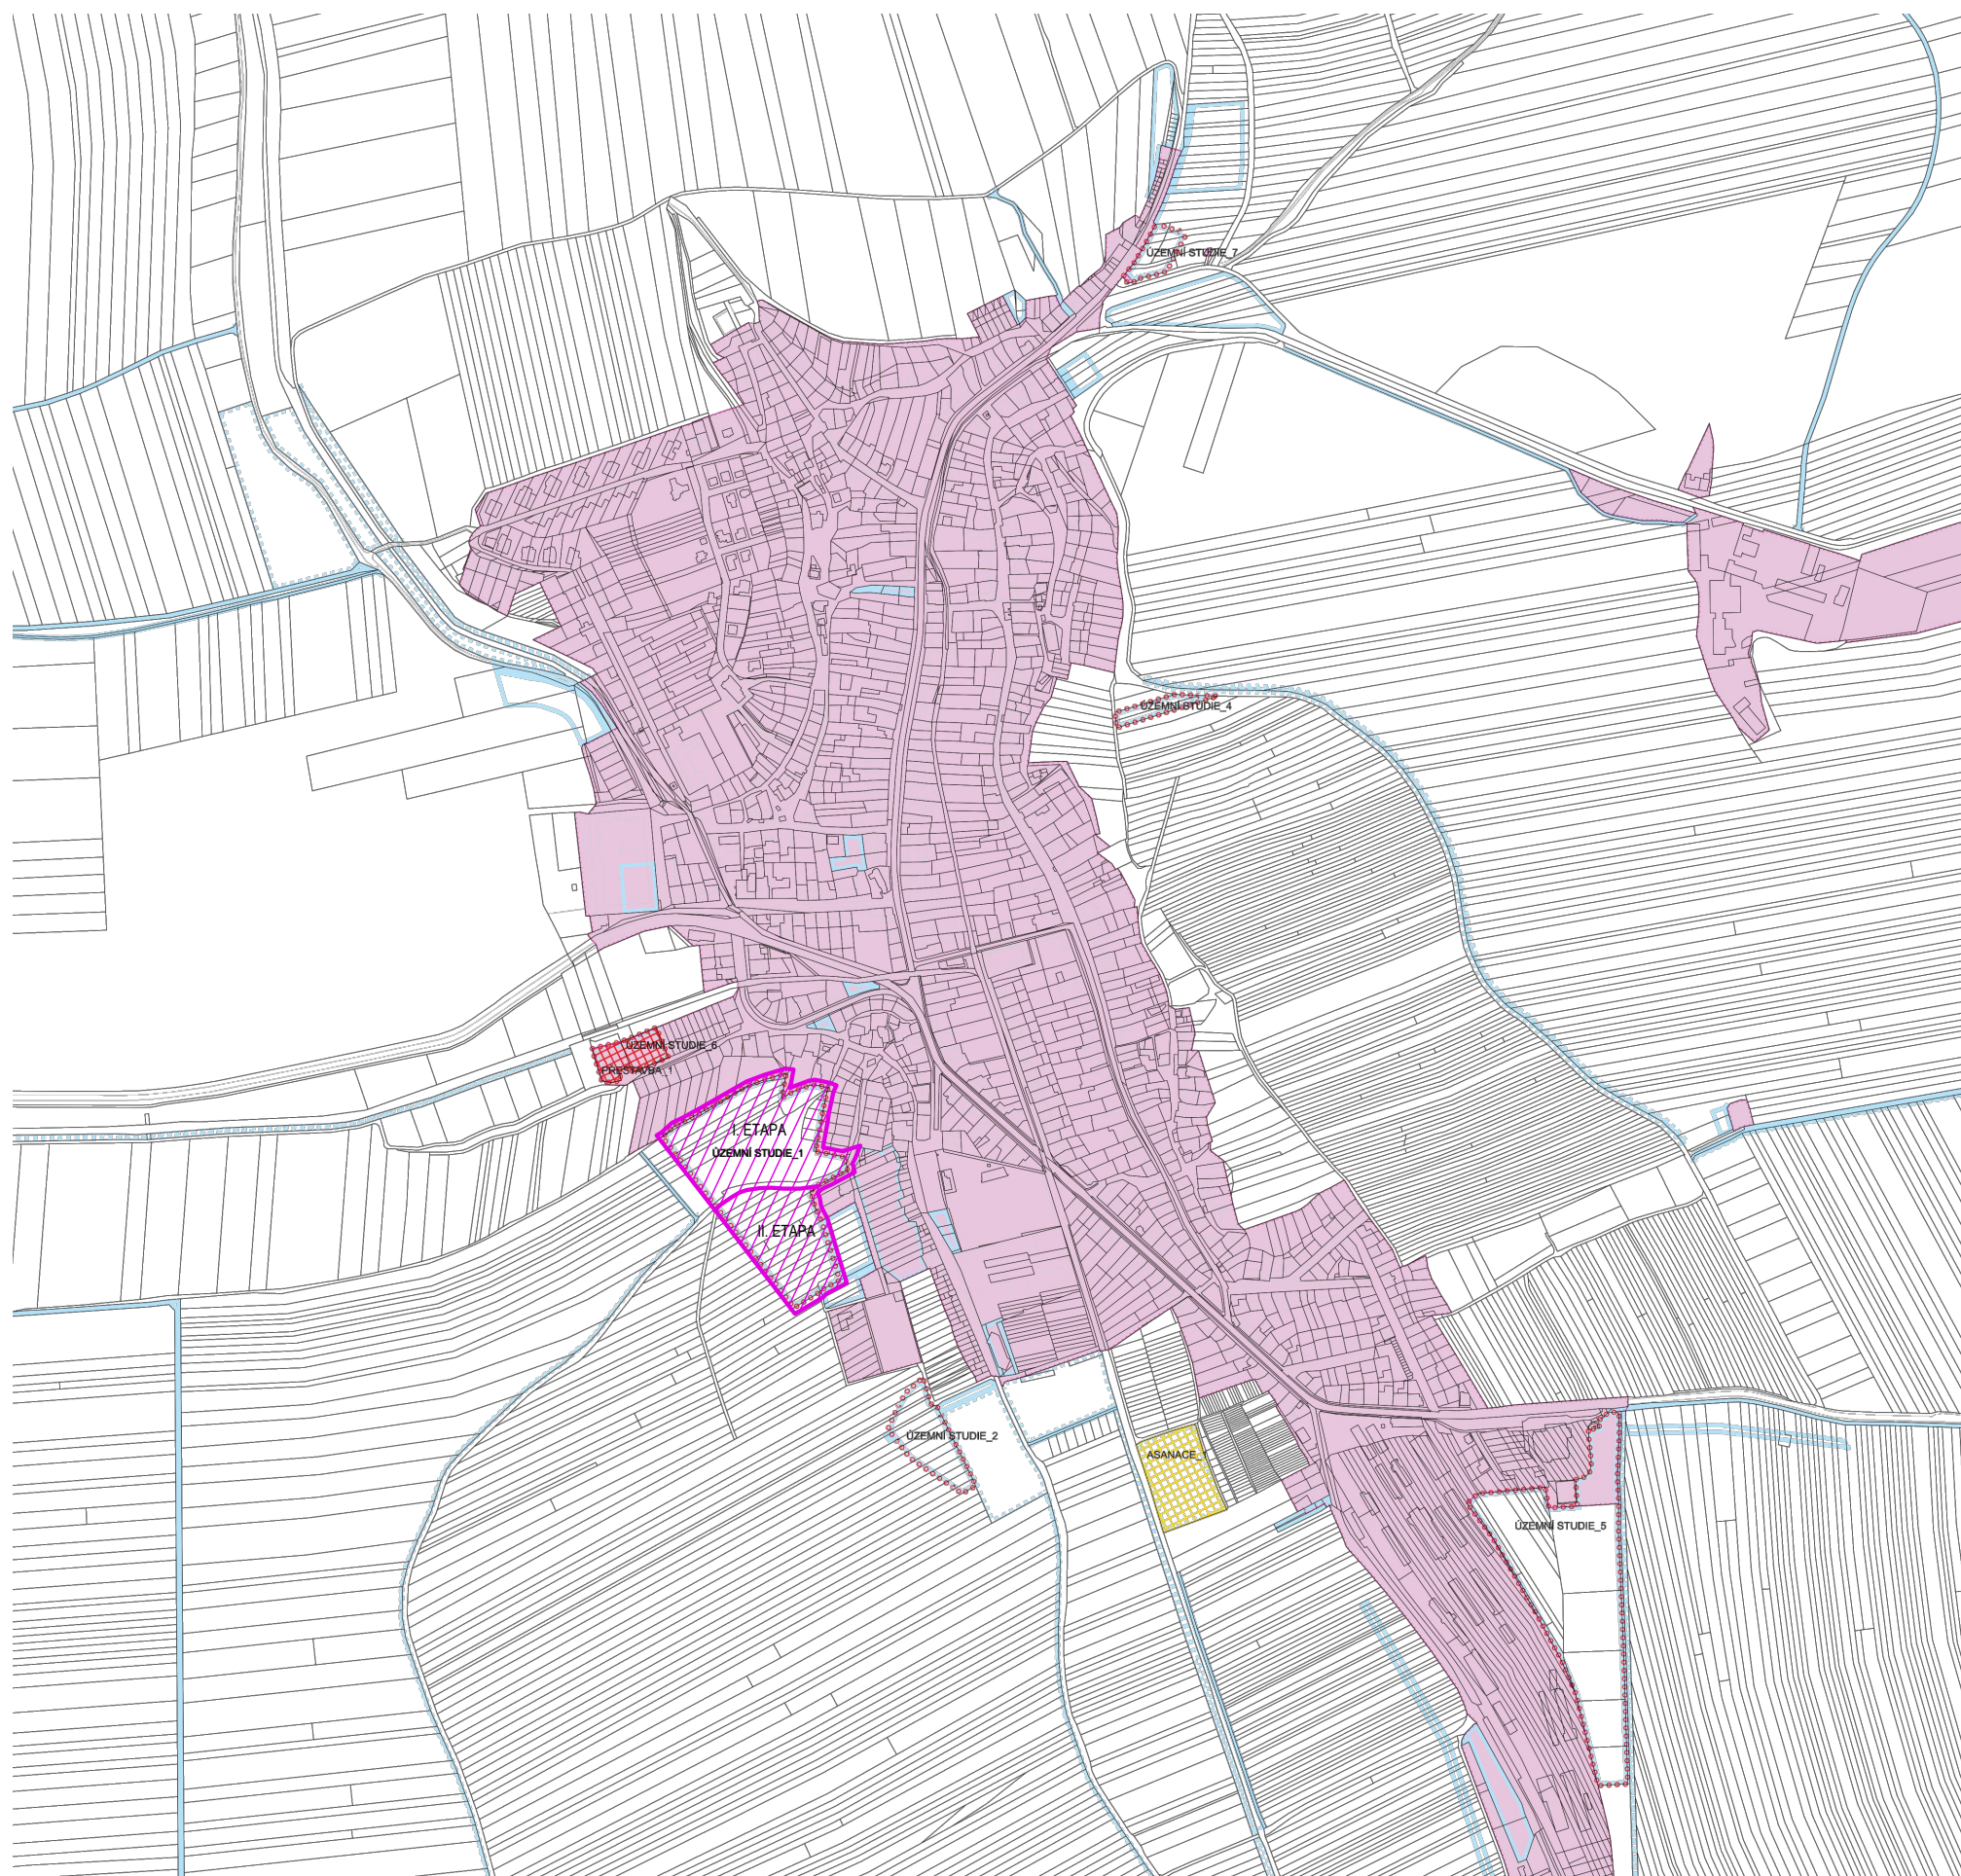 ÚZEMNÍ STUDIE_7
ÚZEMNÍ STUDIE_4
ÚZEMNÍ STUDIE_6
PŘESTAVBA_1
I. ETAPA
ÚZEMNÍ STUDIE_1
II. ETAPA
ÚZEMNÍ STUDIE_2
ASANACE_1
ÚZEMNÍ STUDIE_5